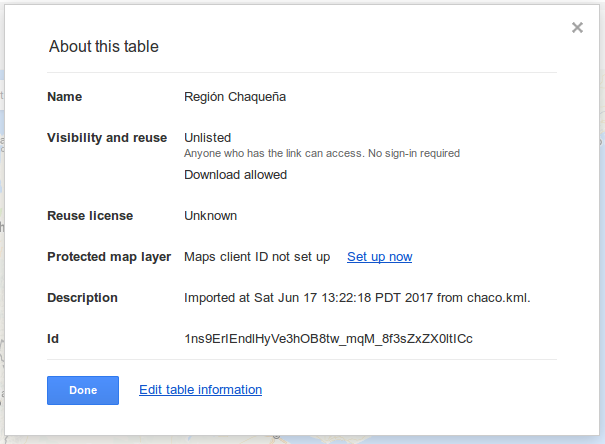 About this table
Name Región Chaqueña
Visibility and reuse Unlisted
Anyone who has the link can access. No sign-in required
Download allowed
Reuse license Unknown
Protected map layer Maps client ID not set up Set up now
Description Imported at Sat Jun 17 13:22:18 PDT 2017 from chaco.kml.
Id 1ns9ErIEndlHyVe3hOB8tw_mqM_8f3sZxZX0ltICc
Done Edit table information